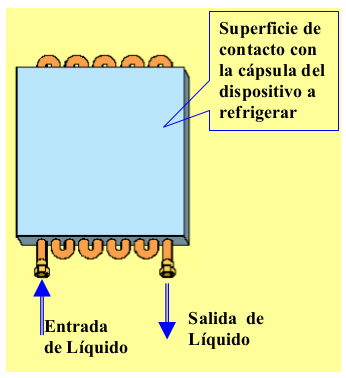 Superficie de
contacto con
la cápsula del
dispositivo a
refrigerar
Entrada
de Líquido
Salida de
Líquido